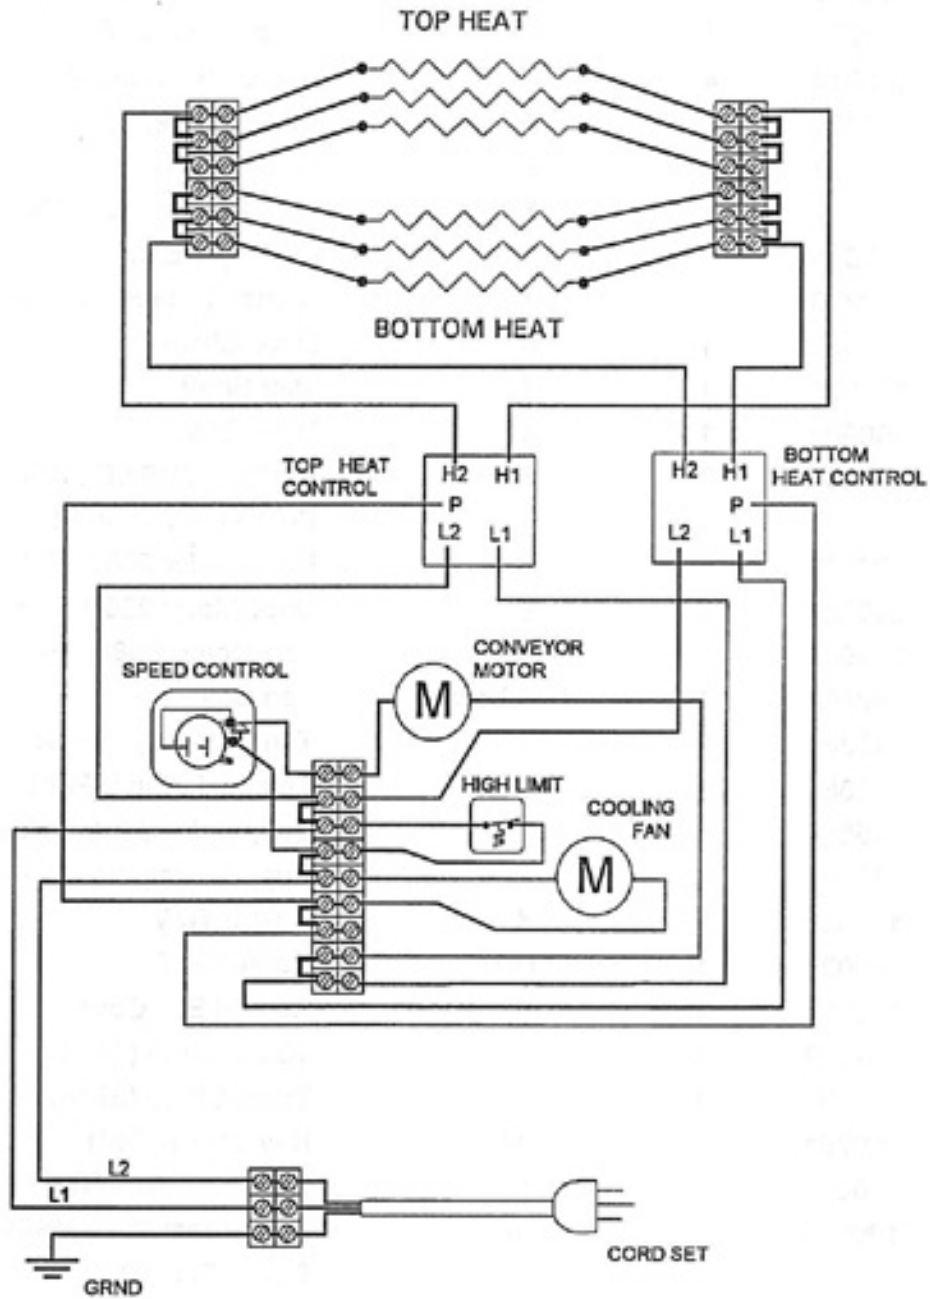 TOP HEAT
BOTTOM HEAT
TOP HEAT
CONTROL
H2 H1
P
L2 L1
H2 H1
P
L2 L1
BOTTOM
HEAT CONTROL
SPEED CONTROL
CONVEYOR
MOTOR
M
HIGH LIMIT
COOLING
FAN
M
L2
L1
GRND
CORD SET